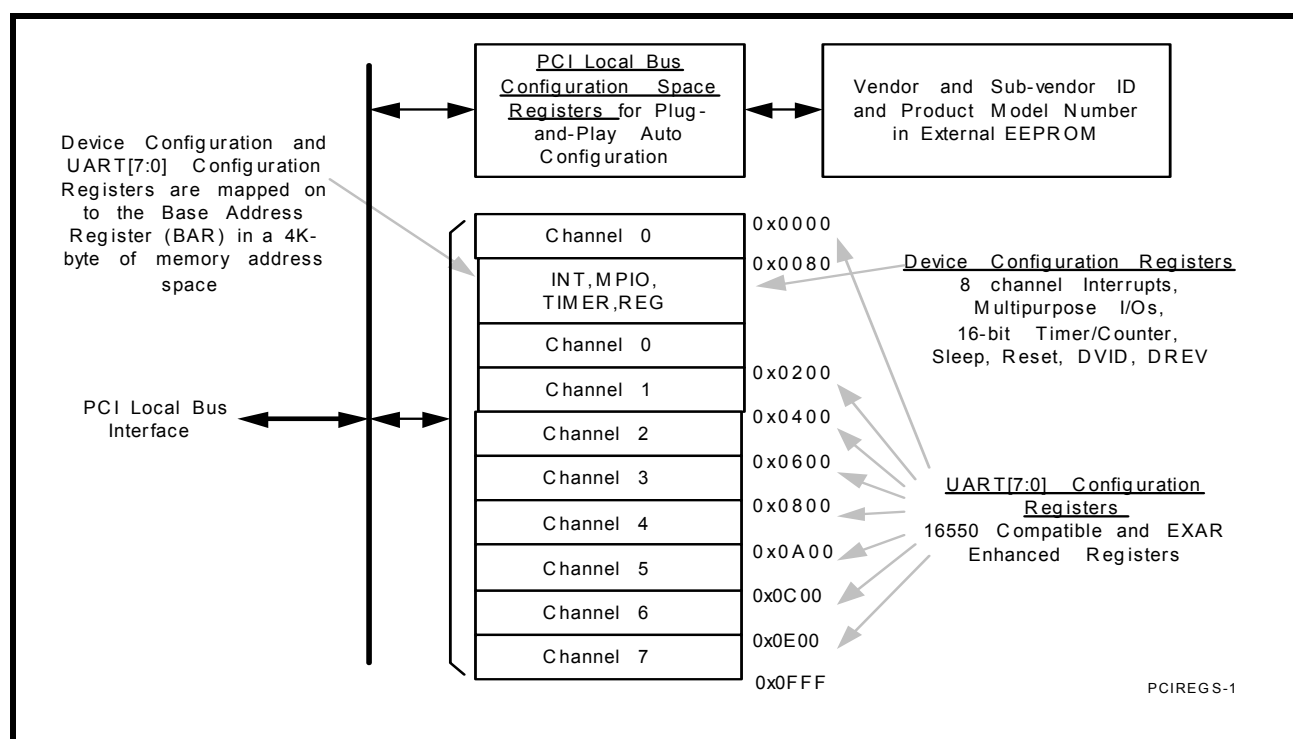 PCI Local Bus
Configuration Space
Registers for Plug-
and-Play Auto
Configuration
Vendor and Sub-vendor ID
and Product Model Number
in External EEPROM
Device Configuration and
UART[7:0] Configuration
Registers are mapped on
to the Base Address
Register (BAR) in a 4K-
byte of memory address
space
Channel 0
0x0000
INT,MPIO,
TIMER,REG
0x0080
Device Configuration Registers
8 channel Interrupts,
Multipurpose I/Os,
16-bit Timer/Counter,
Sleep, Reset, DVID, DREV
Channel 0
Channel 1
0x0200
PCI Local Bus
Interface
Channel 2
0x0400
Channel 3
0x0600
Channel 4
0x0800
Channel 5
0x0A00
Channel 6
0x0C00
Channel 7
0x0E00
0x0FFF
UART[7:0] Configuration
Registers
16550 Compatible and EXAR
Enhanced Registers
PCIREGS-1